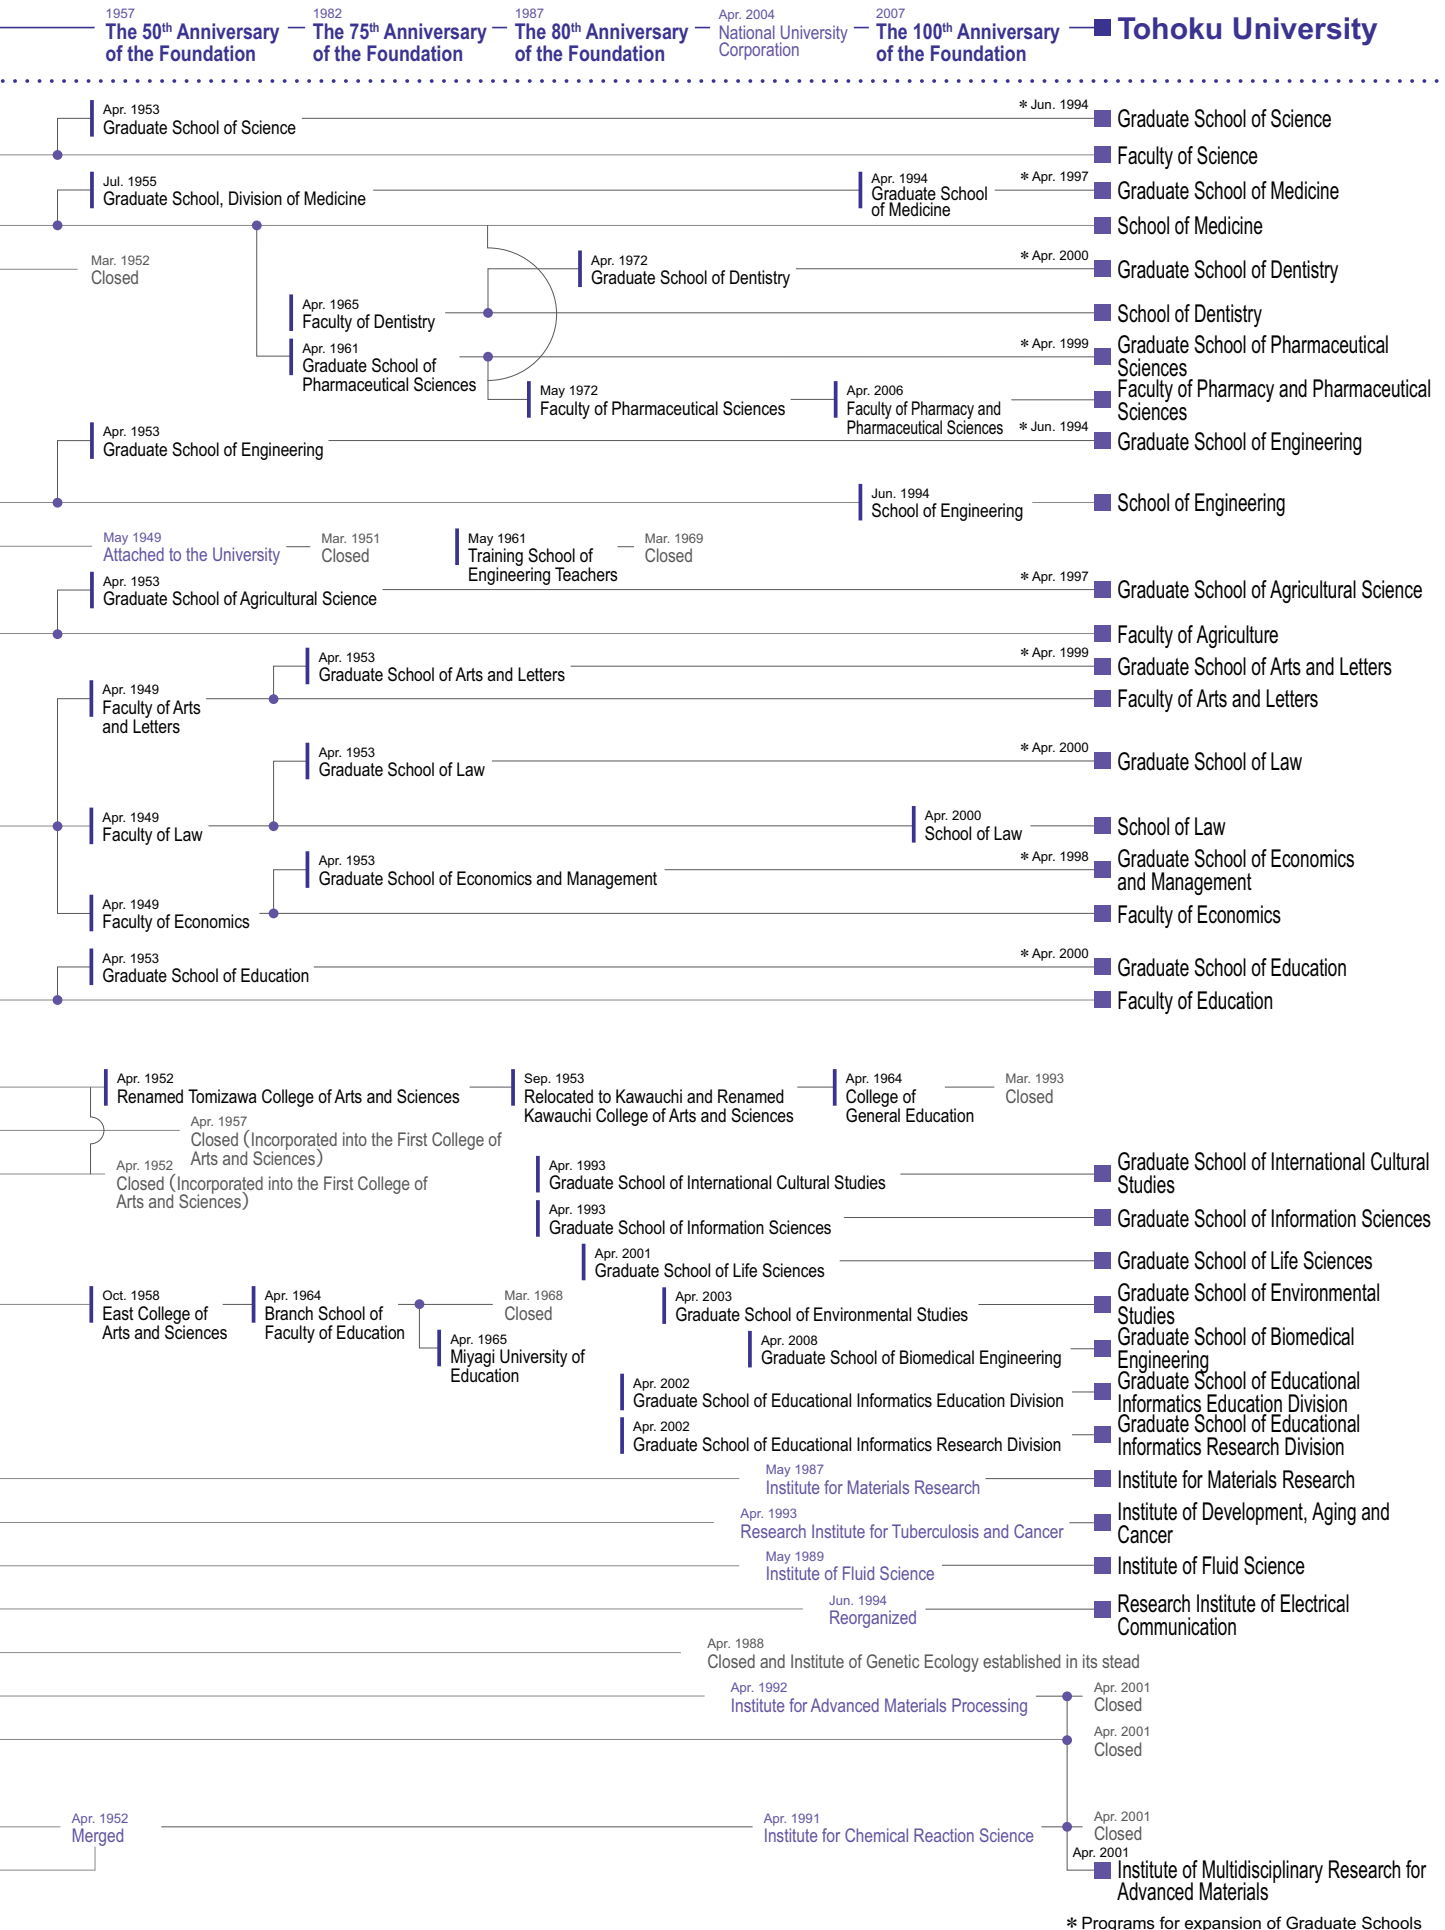 1957
The 50th Anniversary
of the Foundation
1982
The 75th Anniversary
of the Foundation
1987
The 80th Anniversary
of the Foundation
Apr. 2004
National University
Corporation
2007
The 100th Anniversary
of the Foundation
Tohoku University
Apr. 1953
Graduate School of Science
* Jun. 1994
Graduate School of Science
Faculty of Science
Jul. 1955
Graduate School, Division of Medicine
Apr. 1994
Graduate School
of Medicine
* Apr. 1997
Graduate School of Medicine
School of Medicine
Mar. 1952
Closed
Apr. 1972
Graduate School of Dentistry
* Apr. 2000
Graduate School of Dentistry
Apr. 1965
Faculty of Dentistry
School of Dentistry
Apr. 1961
Graduate School of
Pharmaceutical Sciences
* Apr. 1999
Graduate School of Pharmaceutical
Sciences
May 1972
Faculty of Pharmaceutical Sciences
Apr. 2006
Faculty of Pharmacy and
Pharmaceutical Sciences
Faculty of Pharmacy and Pharmaceutical
Sciences
Apr. 1953
Graduate School of Engineering
* Jun. 1994
Graduate School of Engineering
Jun. 1994
School of Engineering
School of Engineering
May 1949
Attached to the University
Mar. 1951
Closed
May 1961
Training School of
Engineering Teachers
Mar. 1969
Closed
Apr. 1953
Graduate School of Agricultural Science
* Apr. 1997
Graduate School of Agricultural Science
Faculty of Agriculture
Apr. 1953
Graduate School of Arts and Letters
* Apr. 1999
Graduate School of Arts and Letters
Apr. 1949
Faculty of Arts
and Letters
Faculty of Arts and Letters
Apr. 1953
Graduate School of Law
* Apr. 2000
Graduate School of Law
Apr. 1949
Faculty of Law
Apr. 2000
School of Law
School of Law
Apr. 1953
Graduate School of Economics and Management
* Apr. 1998
Graduate School of Economics
and Management
Apr. 1949
Faculty of Economics
Faculty of Economics
Apr. 1953
Graduate School of Education
* Apr. 2000
Graduate School of Education
Faculty of Education
Apr. 1952
Renamed Tomizawa College of Arts and Sciences
Sep. 1953
Relocated to Kawauchi and Renamed
Kawauchi College of Arts and Sciences
Apr. 1964
College of
General Education
Mar. 1993
Closed
Apr. 1957
Closed (Incorporated into the First College of
Arts and Sciences)
Apr. 1952
Closed (Incorporated into the First College of
Arts and Sciences)
Apr. 1993
Graduate School of International Cultural Studies
Graduate School of International Cultural
Studies
Apr. 1993
Graduate School of Information Sciences
Graduate School of Information Sciences
Apr. 2001
Graduate School of Life Sciences
Graduate School of Life Sciences
Oct. 1958
East College of
Arts and Sciences
Apr. 1964
Branch School of
Faculty of Education
Mar. 1968
Closed
Apr. 2003
Graduate School of Environmental Studies
Graduate School of Environmental
Studies
Apr. 1965
Miyagi University of
Education
Apr. 2008
Graduate School of Biomedical Engineering
Graduate School of Biomedical
Engineering
Apr. 2002
Graduate School of Educational Informatics Education Division
Graduate School of Educational
Informatics Education Division
Apr. 2002
Graduate School of Educational Informatics Research Division
Graduate School of Educational
Informatics Research Division
May 1987
Institute for Materials Research
Institute for Materials Research
Apr. 1993
Research Institute for Tuberculosis and Cancer
Institute of Development, Aging and
Cancer
May 1989
Institute of Fluid Science
Institute of Fluid Science
Jun. 1994
Reorganized
Research Institute of Electrical
Communication
Apr. 1988
Closed and Institute of Genetic Ecology established in its stead
Apr. 1992
Institute for Advanced Materials Processing
Apr. 2001
Closed
Apr. 2001
Closed
Apr. 1952
Merged
Apr. 1991
Institute for Chemical Reaction Science
Apr. 2001
Closed
Apr. 2001
Institute of Multidisciplinary Research for
Advanced Materials
* Programs for expansion of Graduate Schools